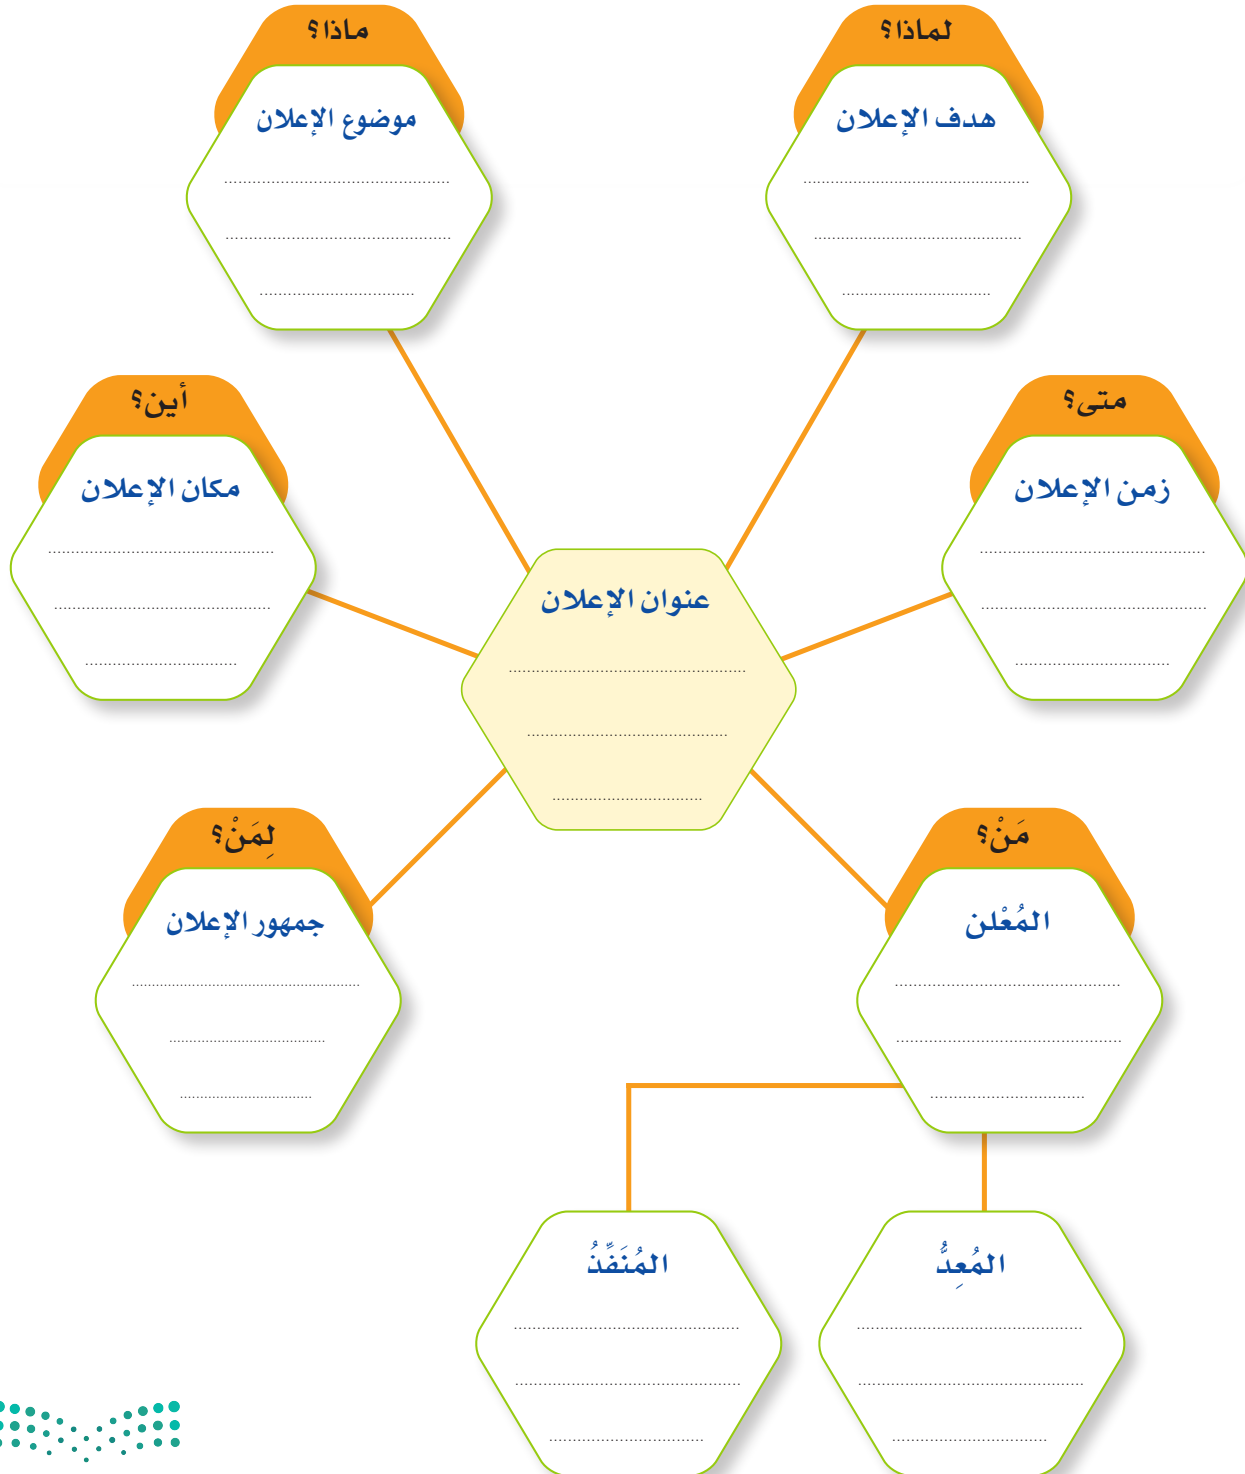 لماذا؟
هدف الإعلان
ماذا؟
موضوع الإعلان
متى؟
زمن الإعلان
أين؟
مكان الإعلان
عنوان الإعلان
مَنْ؟
المُعْلن
لِمَنْ؟
جمهور الإعلان
المُعِدُّ
المُنَفِّذُ